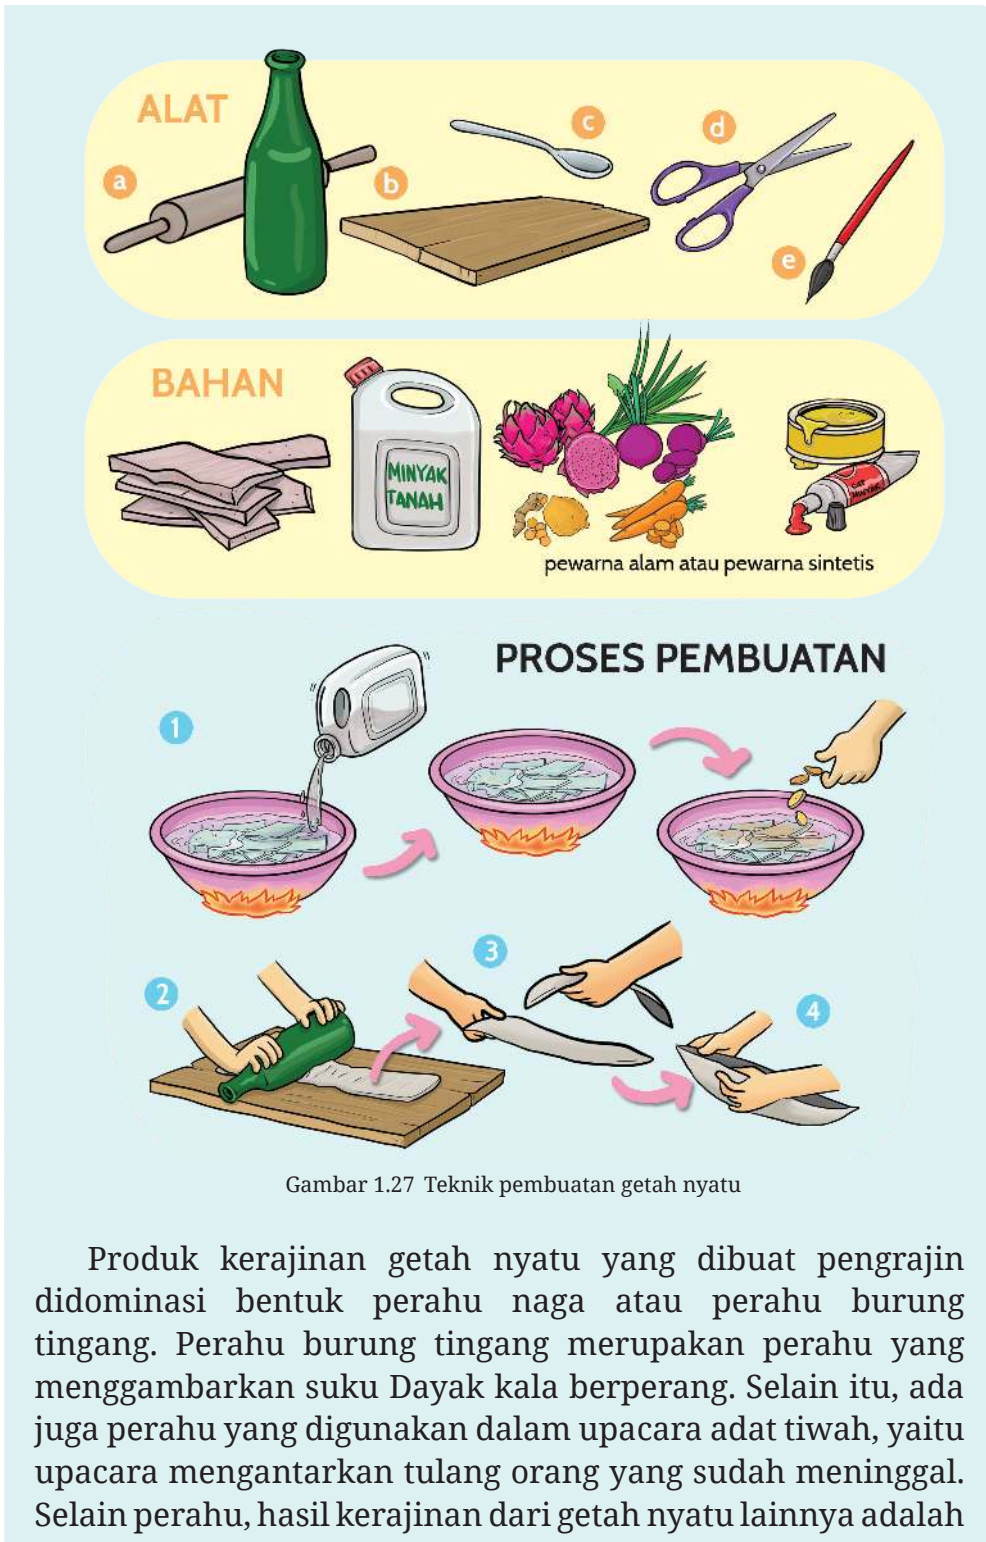 ALAT
a
b
c
d
e
BAHAN
MINYAK
TANAH
CAT
MINYAK
pewarna alam atau pewarna sintetis
PROSES PEMBUATAN
1
2
3
4
Gambar 1.27 Teknik pembuatan getah nyatu
Produk kerajinan getah nyatu yang dibuat pengrajin
didominasi bentuk perahu naga atau perahu burung
tingang. Perahu burung tingang merupakan perahu yang
menggambarkan suku Dayak kala berperang. Selain itu, ada
juga perahu yang digunakan dalam upacara adat tiwah, yaitu
upacara mengantarkan tulang orang yang sudah meninggal.
Selain perahu, hasil kerajinan dari getah nyatu lainnya adalah